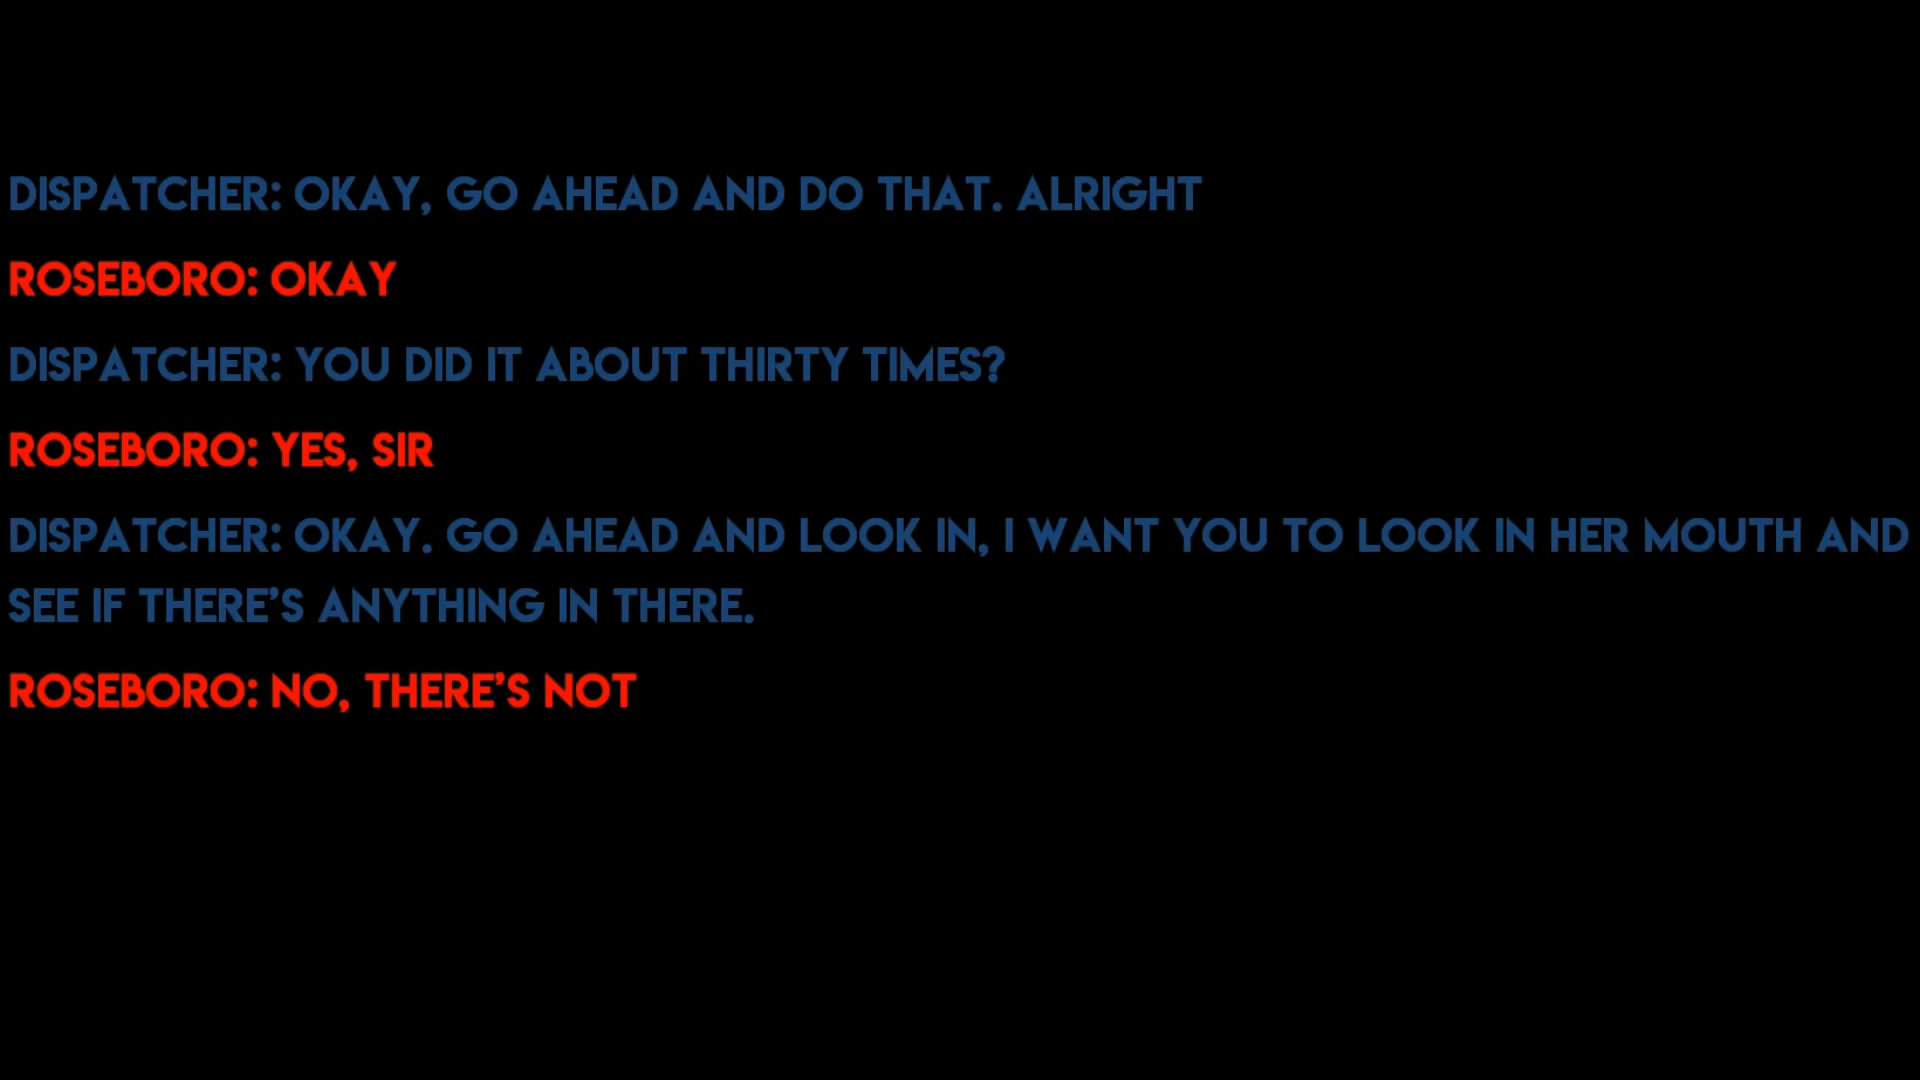 DISPATCHER: OKAY, GO AHEAD AND DO THAT. ALRIGHT
ROSEBORO: OKAY
DISPATCHER: YOU DID IT ABOUT THIRTY TIMES?
ROSEBORO: YES, SIR
DISPATCHER: OKAY. GO AHEAD AND LOOK IN, I WANT YOU TO LOOK IN HER MOUTH AND
SEE IF THERE'S ANYTHING IN THERE.
ROSEBORO: NO, THERE'S NOT